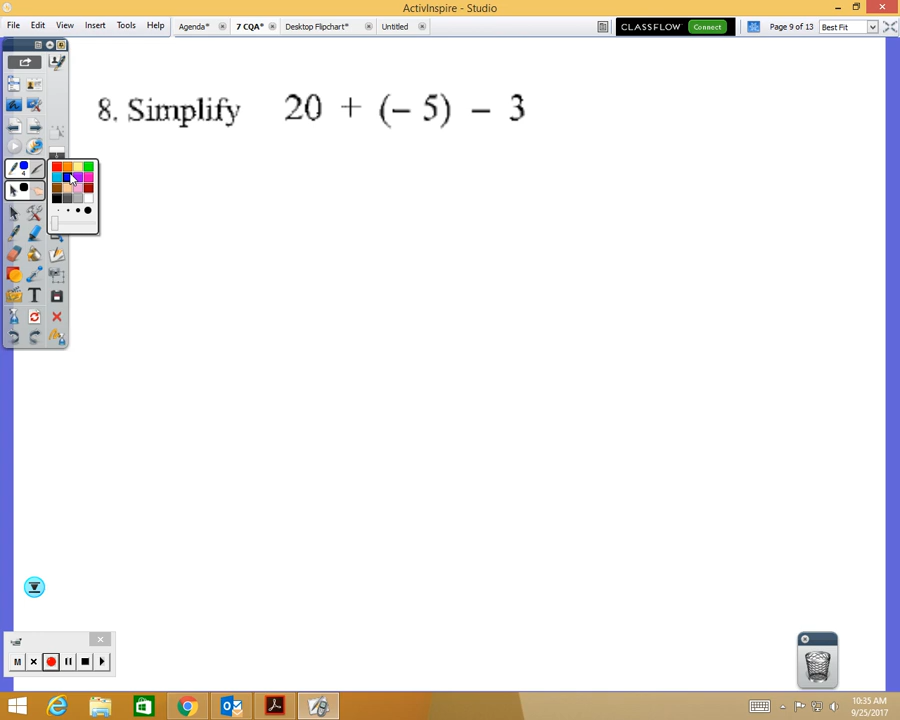 ActivInspire - Studio
File Edit View Insert Tools Help Agenda* 7 CQA* Desktop Flipchart* Untitled CLASSFLOW Connect Page 9 of 13 Best Fit
8. Simplify 20 + (– 5) – 3
4
T
M
10:35 AM
9/25/2017